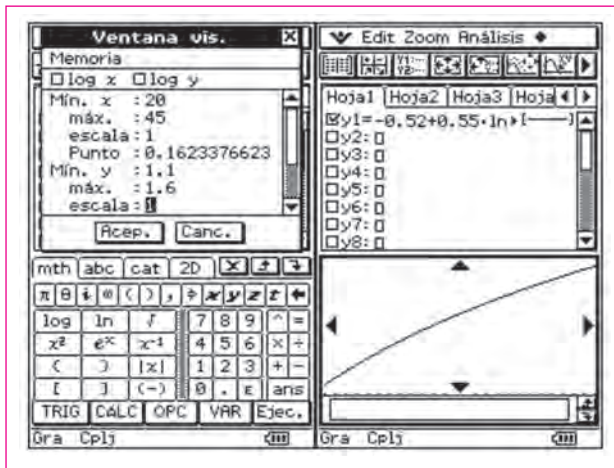 Ventana vis.
Memoria
log x log y
Mín. x :20
máx. :45
escala:1
Punto :0.1623376623
Mín. y :1.1
máx. :1.6
escala:1
Acep. Canc.
mth abc cat 2D
π θ i ∞ ( ) , ⇒ x y z t ←
log ln √ 7 8 9 ^ =
x² eˣ x⁻¹ 4 5 6 × ÷
( ) |x| 1 2 3 + -
[ ] (-) 0 . E ans
TRIG CALC OPC VAR Ejec.
Gra Cplj
Edit Zoom Análisis
Y1: Y2:
Hoja1 Hoja2 Hoja3 Hoja
y1=-0.52+0.55·ln
y2:
y3:
y4:
y5:
y6:
y7:
y8:
Gra Cplj